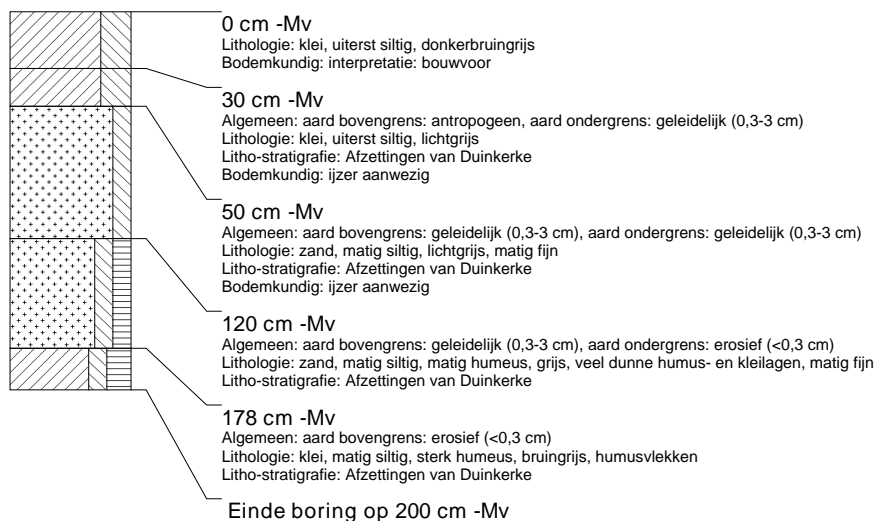 0 cm -Mv
Lithologie: klei, uiterst siltig, donkerbruingrijs
Bodemkundig: interpretatie: bouwvoor
30 cm -Mv
Algemeen: aard bovengrens: antropogeen, aard ondergrens: geleidelijk (0,3-3 cm)
Lithologie: klei, uiterst siltig, lichtgrijs
Litho-stratigrafie: Afzettingen van Duinkerke
Bodemkundig: ijzer aanwezig
50 cm -Mv
Algemeen: aard bovengrens: geleidelijk (0,3-3 cm), aard ondergrens: geleidelijk (0,3-3 cm)
Lithologie: zand, matig siltig, lichtgrijs, matig fijn
Litho-stratigrafie: Afzettingen van Duinkerke
Bodemkundig: ijzer aanwezig
120 cm -Mv
Algemeen: aard bovengrens: geleidelijk (0,3-3 cm), aard ondergrens: erosief (<0,3 cm)
Lithologie: zand, matig siltig, matig humeus, grijs, veel dunne humus- en kleilagen, matig fijn
Litho-stratigrafie: Afzettingen van Duinkerke
178 cm -Mv
Algemeen: aard bovengrens: erosief (<0,3 cm)
Lithologie: klei, matig siltig, sterk humeus, bruingrijs, humusvlekken
Litho-stratigrafie: Afzettingen van Duinkerke
Einde boring op 200 cm -Mv